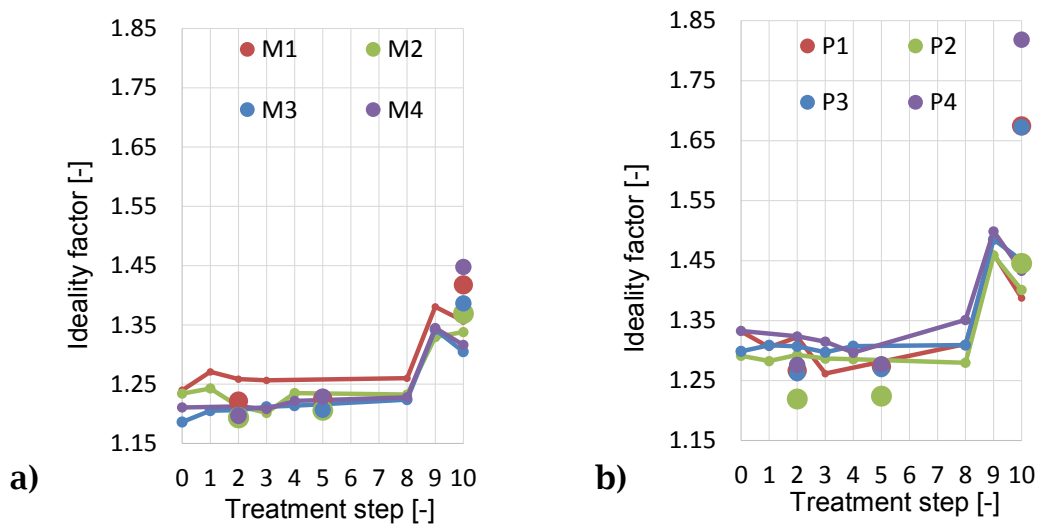 1.85
1.75
1.65
1.55
1.45
1.35
1.25
1.15
Ideality factor [-]
M1 M2
M3 M4
0 1 2 3 4 5 6 7 8 9 10
Treatment step [-]
a)
1.85
1.75
1.65
1.55
1.45
1.35
1.25
1.15
Ideality factor [-]
P1 P2
P3 P4
0 1 2 3 4 5 6 7 8 9 10
Treatment step [-]
b)